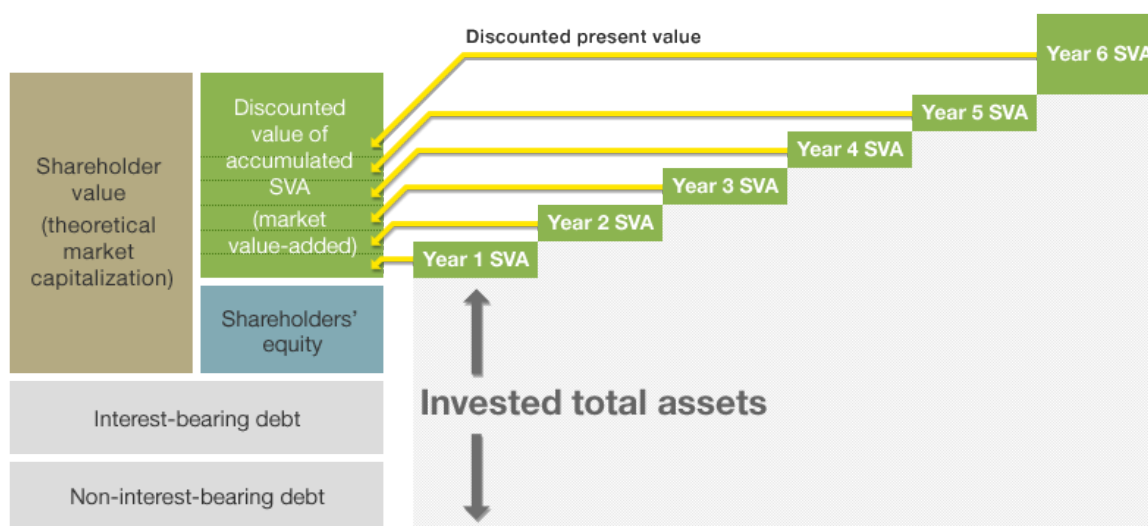 Discounted present value
Year 6 SVA
Year 5 SVA
Year 4 SVA
Year 3 SVA
Year 2 SVA
Year 1 SVA
Shareholder
value
(theoretical
market
capitalization)
Discounted
value of
accumulated
SVA
(market
value-added)
Shareholders’
equity
Interest-bearing debt
Non-interest-bearing debt
Invested total assets